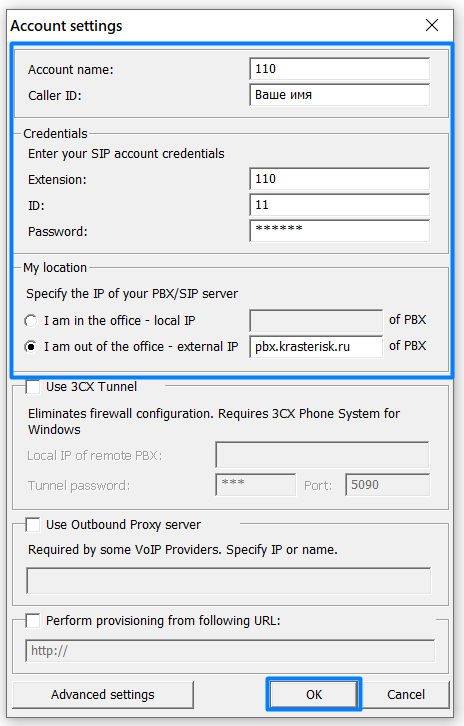 Account settings
Account name: 110
Caller ID: Ваше имя
Credentials
Enter your SIP account credentials
Extension: 110
ID: 11
Password: ******
My location
Specify the IP of your PBX/SIP server
I am in the office - local IP of PBX
I am out of the office - external IP pbx.krasterisk.ru of PBX
Use 3CX Tunnel
Eliminates firewall configuration. Requires 3CX Phone System for
Windows
Local IP of remote PBX:
Tunnel password: *** Port: 5090
Use Outbound Proxy server
Required by some VoIP Providers. Specify IP or name.
Perform provisioning from following URL:
http://
Advanced settings OK Cancel